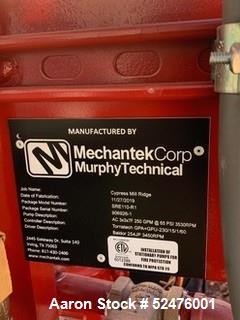 MANUFACTURED BY
MechantekCorp
MurphyTechnical
Job Name: Cypress Mill Ridge
Date of Fabrication: 11/27/2019
Package Model Number: SRE110-R1
Package Serial Number: 906926-1
Pump Description: AC 3x3x7F 250 GPM @ 65 PSI 3530RPM
Controller Description: Tornatech GPA+GPU-230/15/1/60
Driver Description: Baldor 254JP 3450RPM
2445 Gateway Dr, Suite 140
Irving, TX 75063
Phone: 817-430-2400
www.mechantek.com
INSTALLATION OF
STATIONARY PUMPS FOR
FIRE PROTECTION
CONFORMS TO NFPA STD 20
Aaron Stock # 52476001